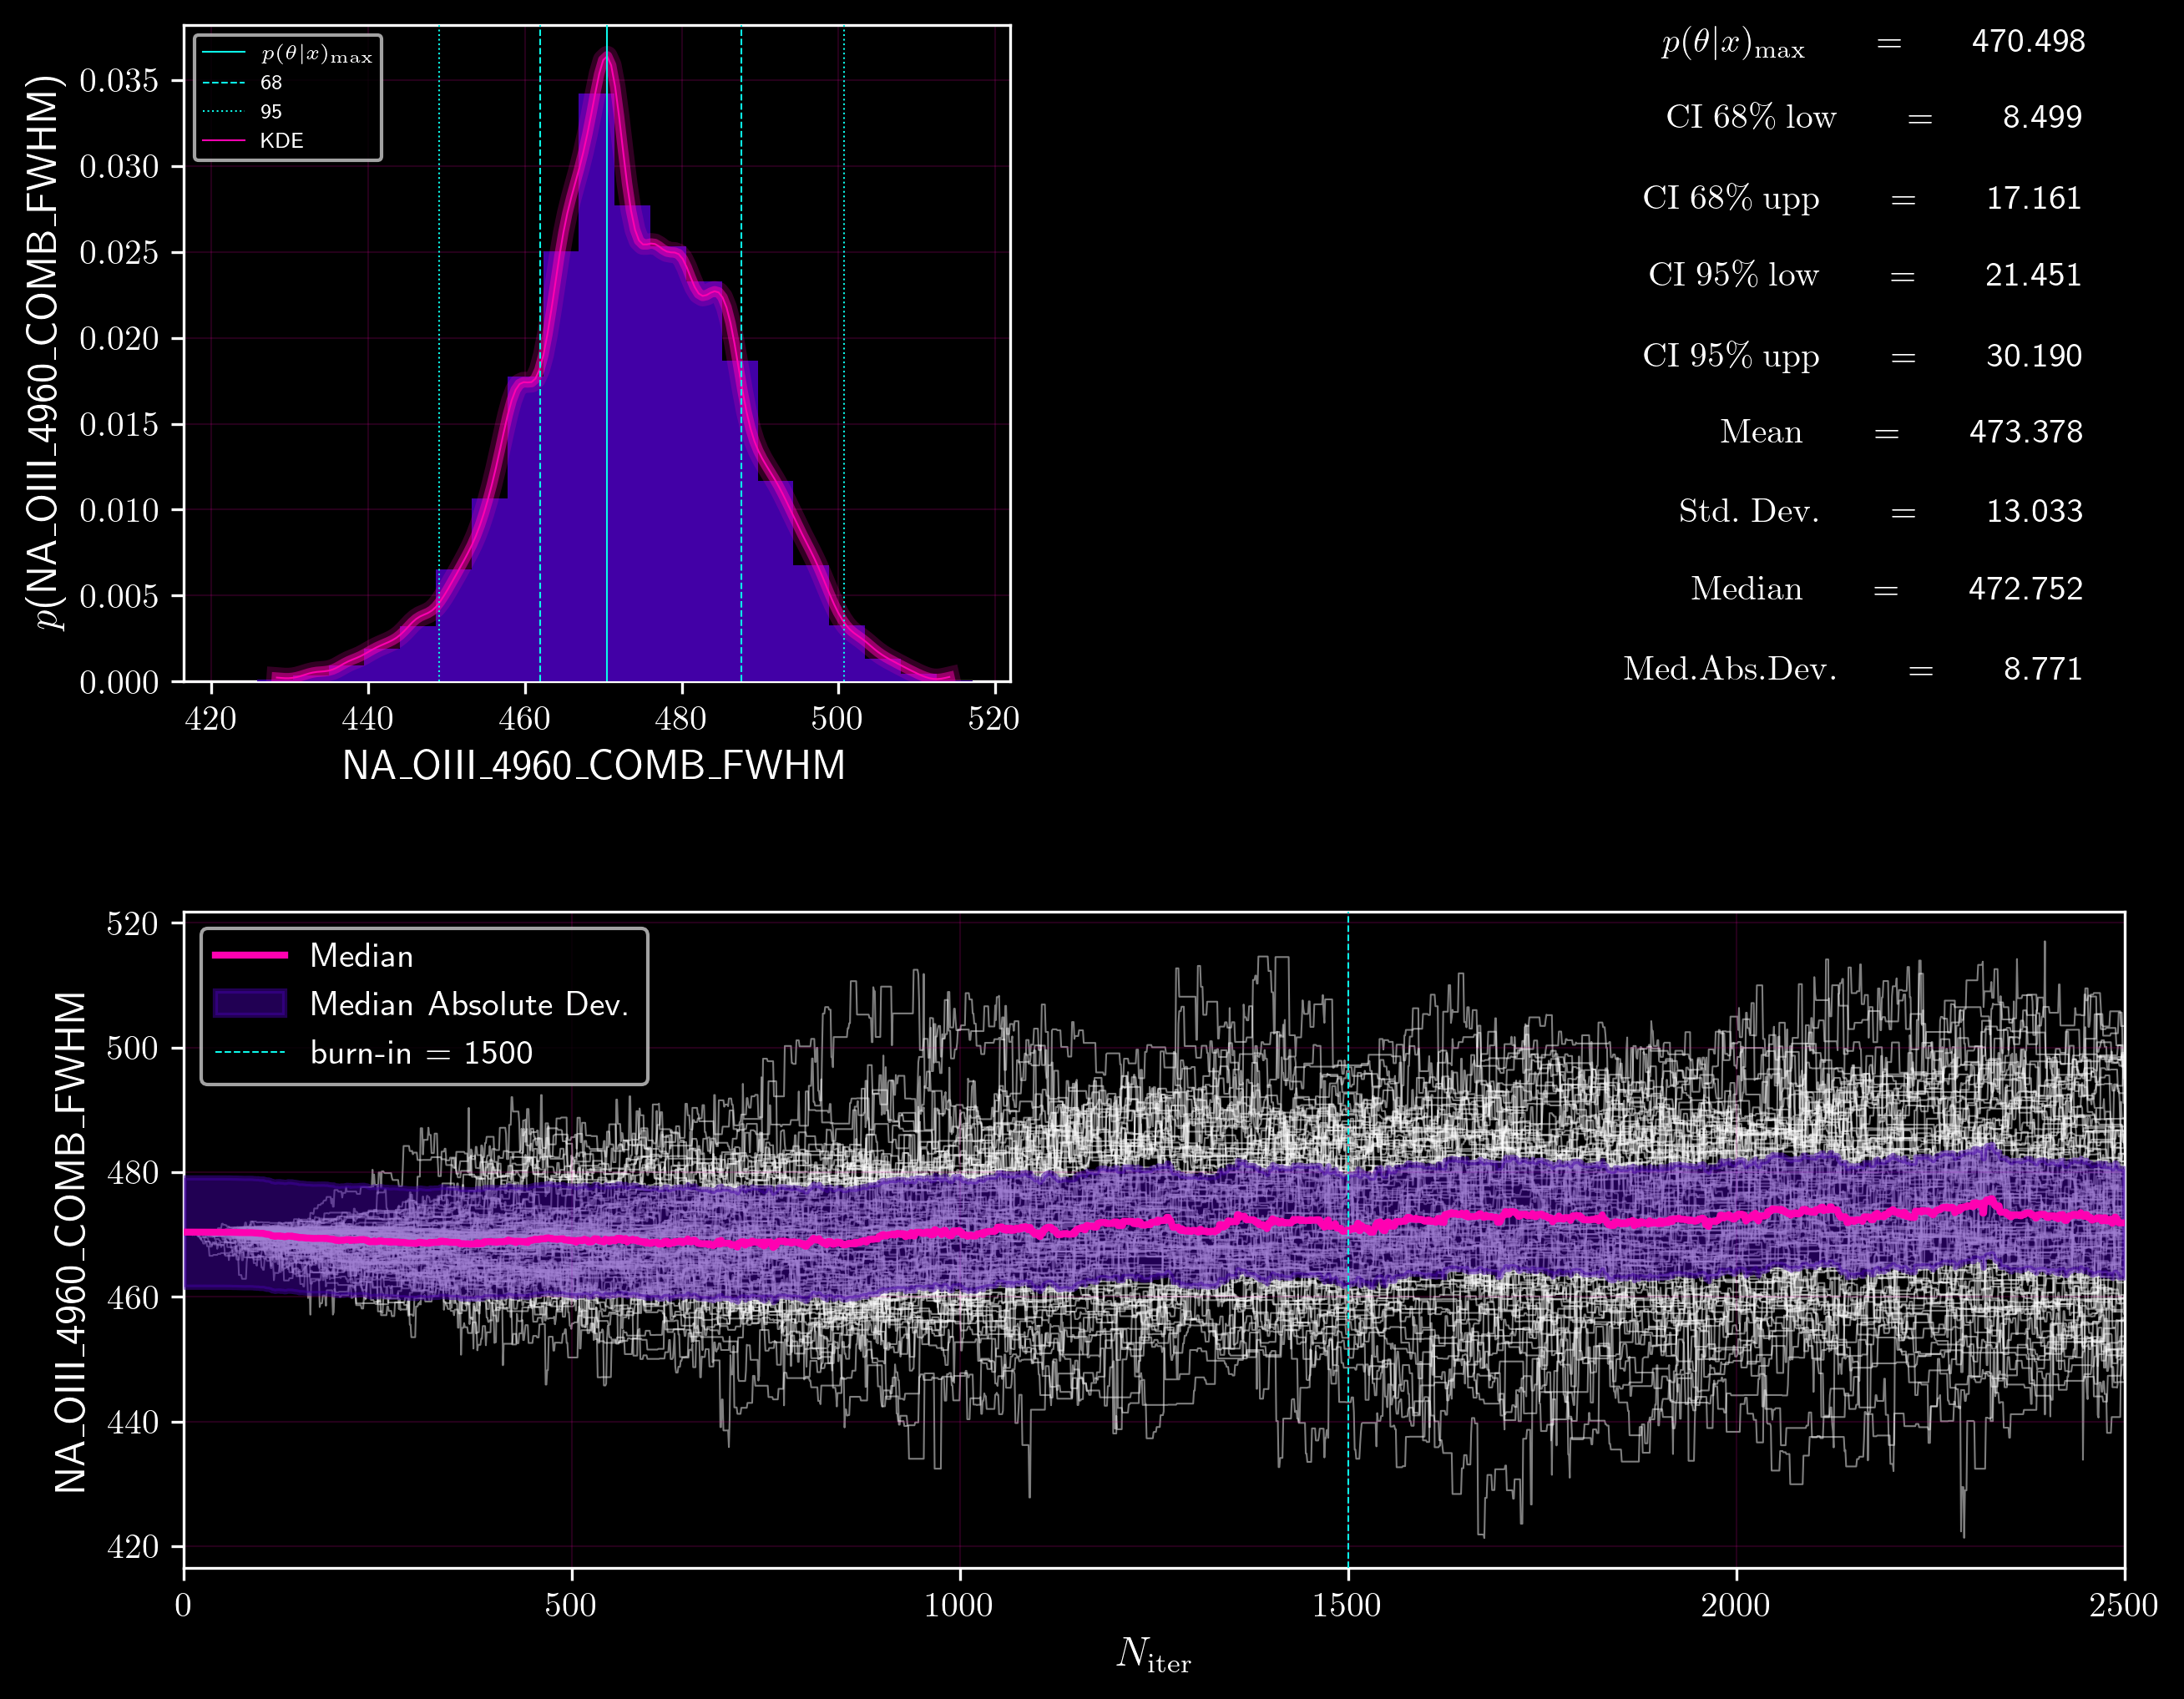 p(θ|x)max
68
95
KDE
p(NA_OIII_4960_COMB_FWHM)
0.035
0.030
0.025
0.020
0.015
0.010
0.005
0.000
420 440 460 480 500 520
NA_OIII_4960_COMB_FWHM
p(θ|x)max = 470.498
CI 68% low = 8.499
CI 68% upp = 17.161
CI 95% low = 21.451
CI 95% upp = 30.190
Mean = 473.378
Std. Dev. = 13.033
Median = 472.752
Med.Abs.Dev. = 8.771
Median
Median Absolute Dev.
burn-in = 1500
NA_OIII_4960_COMB_FWHM
520
500
480
460
440
420
0 500 1000 1500 2000 2500
Niter